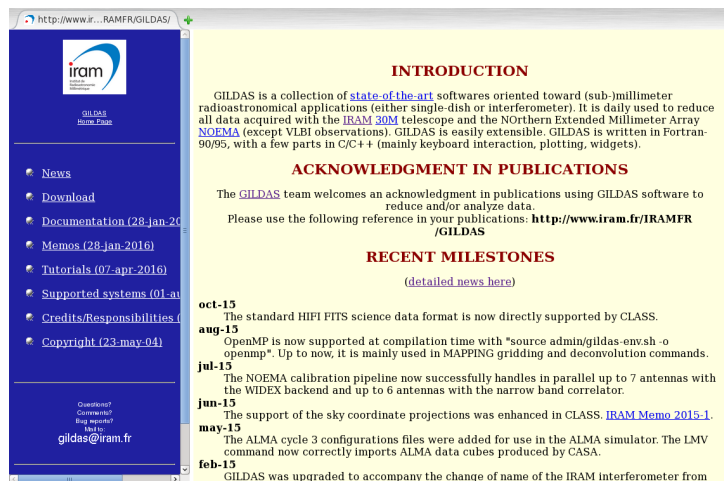 http://www.ir...RAMFR/GILDAS/
iram
Institut de
Radioastronomie
Millimétrique
GILDAS
Home Page
News
Download
Documentation (28-jan-20
Memos (28-jan-2016)
Tutorials (07-apr-2016)
Supported systems (01-au
Credits/Responsibilities (
Copyright (23-may-04)
Questions?
Comments?
Bug reports?
Mail to:
gildas@iram.fr
INTRODUCTION
GILDAS is a collection of state-of-the-art softwares oriented toward (sub-)millimeter
radioastronomical applications (either single-dish or interferometer). It is daily used to reduce
all data acquired with the IRAM 30M telescope and the NOrthern Extended Millimeter Array
NOEMA (except VLBI observations). GILDAS is easily extensible. GILDAS is written in Fortran-
90/95, with a few parts in C/C++ (mainly keyboard interaction, plotting, widgets).
ACKNOWLEDGMENT IN PUBLICATIONS
The GILDAS team welcomes an acknowledgment in publications using GILDAS software to
reduce and/or analyze data.
Please use the following reference in your publications: http://www.iram.fr/IRAMFR
/GILDAS
RECENT MILESTONES
(detailed news here)
oct-15
The standard HIFI FITS science data format is now directly supported by CLASS.
aug-15
OpenMP is now supported at compilation time with "source admin/gildas-env.sh -o
openmp". Up to now, it is mainly used in MAPPING gridding and deconvolution commands.
jul-15
The NOEMA calibration pipeline now successfully handles in parallel up to 7 antennas with
the WIDEX backend and up to 6 antennas with the narrow band correlator.
jun-15
The support of the sky coordinate projections was enhanced in CLASS. IRAM Memo 2015-1.
may-15
The ALMA cycle 3 configurations files were added for use in the ALMA simulator. The LMV
command now correctly imports ALMA data cubes produced by CASA.
feb-15
GILDAS was upgraded to accompany the change of name of the IRAM interferometer from